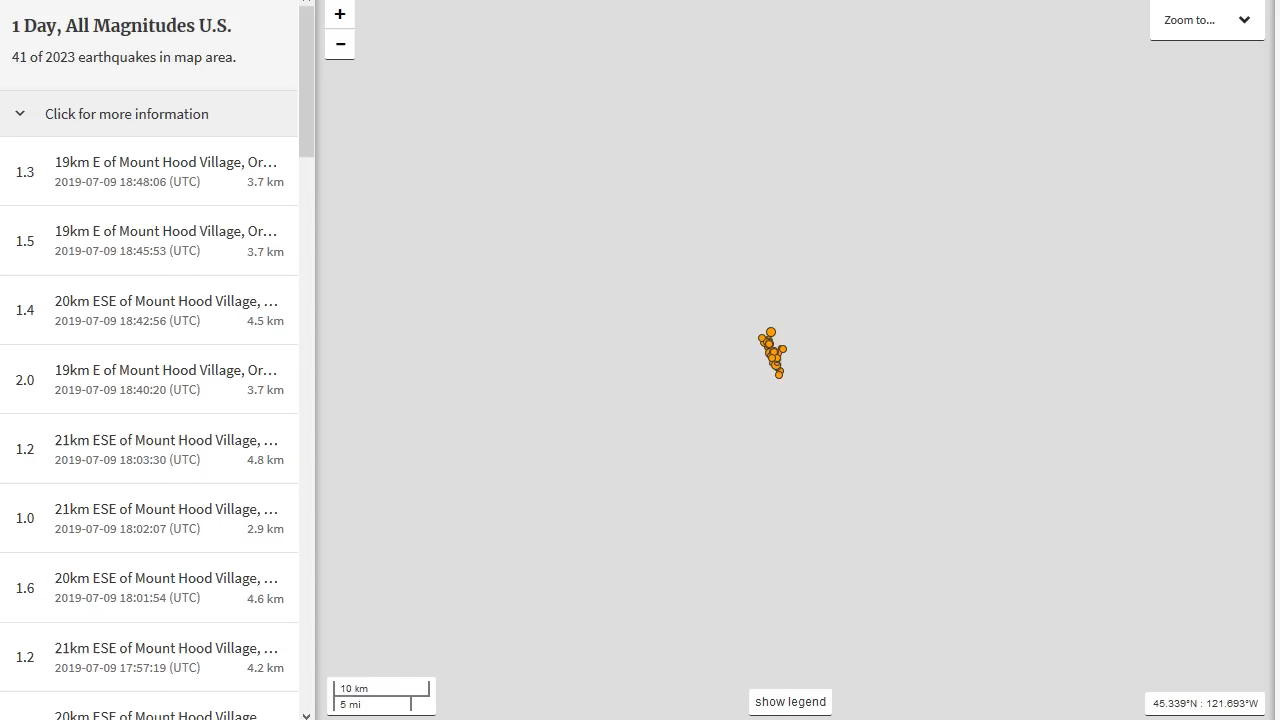 1 Day, All Magnitudes U.S.
41 of 2023 earthquakes in map area.
Click for more information
1.3
19km E of Mount Hood Village, Or...
2019-07-09 18:48:06 (UTC)
3.7 km
1.5
19km E of Mount Hood Village, Or...
2019-07-09 18:45:53 (UTC)
3.7 km
1.4
20km ESE of Mount Hood Village, ...
2019-07-09 18:42:56 (UTC)
4.5 km
2.0
19km E of Mount Hood Village, Or...
2019-07-09 18:40:20 (UTC)
3.7 km
1.2
21km ESE of Mount Hood Village, ...
2019-07-09 18:03:30 (UTC)
4.8 km
1.0
21km ESE of Mount Hood Village, ...
2019-07-09 18:02:07 (UTC)
2.9 km
1.6
20km ESE of Mount Hood Village, ...
2019-07-09 18:01:54 (UTC)
4.6 km
1.2
21km ESE of Mount Hood Village, ...
2019-07-09 17:57:19 (UTC)
4.2 km
20km ESE of Mount Hood Village
+
−
Zoom to...
10 km
5 mi
show legend
45.339°N : 121.693°W